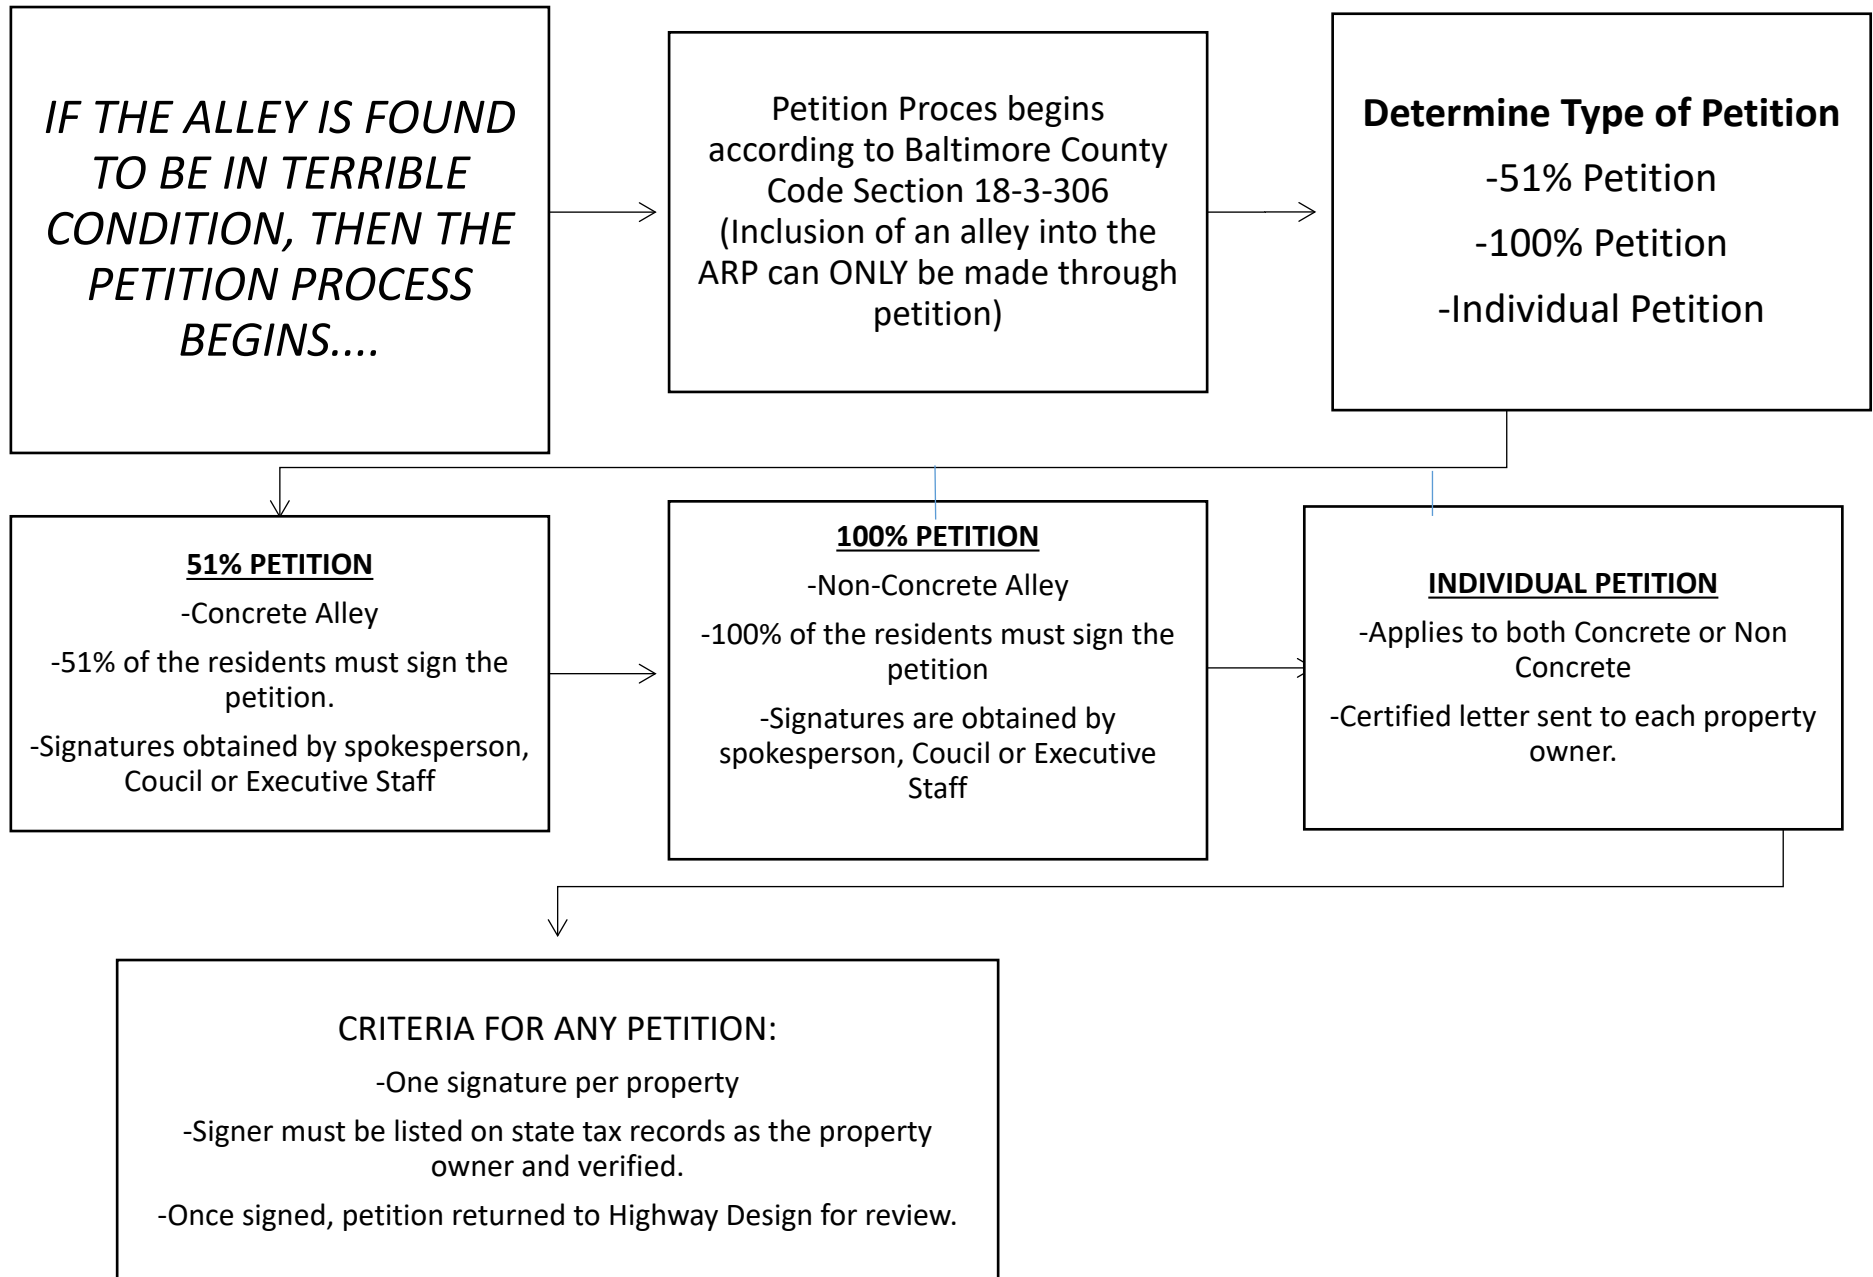 IF THE ALLEY IS FOUND
TO BE IN TERRIBLE
CONDITION, THEN THE
PETITION PROCESS
BEGINS....
Petition Proces begins
according to Baltimore County
Code Section 18-3-306
(Inclusion of an alley into the
ARP can ONLY be made through
petition)
Determine Type of Petition
-51% Petition
-100% Petition
-Individual Petition
51% PETITION
-Concrete Alley
-51% of the residents must sign the
petition.
-Signatures obtained by spokesperson,
Coucil or Executive Staff
100% PETITION
-Non-Concrete Alley
-100% of the residents must sign the
petition
-Signatures are obtained by
spokesperson, Coucil or Executive
Staff
INDIVIDUAL PETITION
-Applies to both Concrete or Non
Concrete
-Certified letter sent to each property
owner.
CRITERIA FOR ANY PETITION:
-One signature per property
-Signer must be listed on state tax records as the property
owner and verified.
-Once signed, petition returned to Highway Design for review.